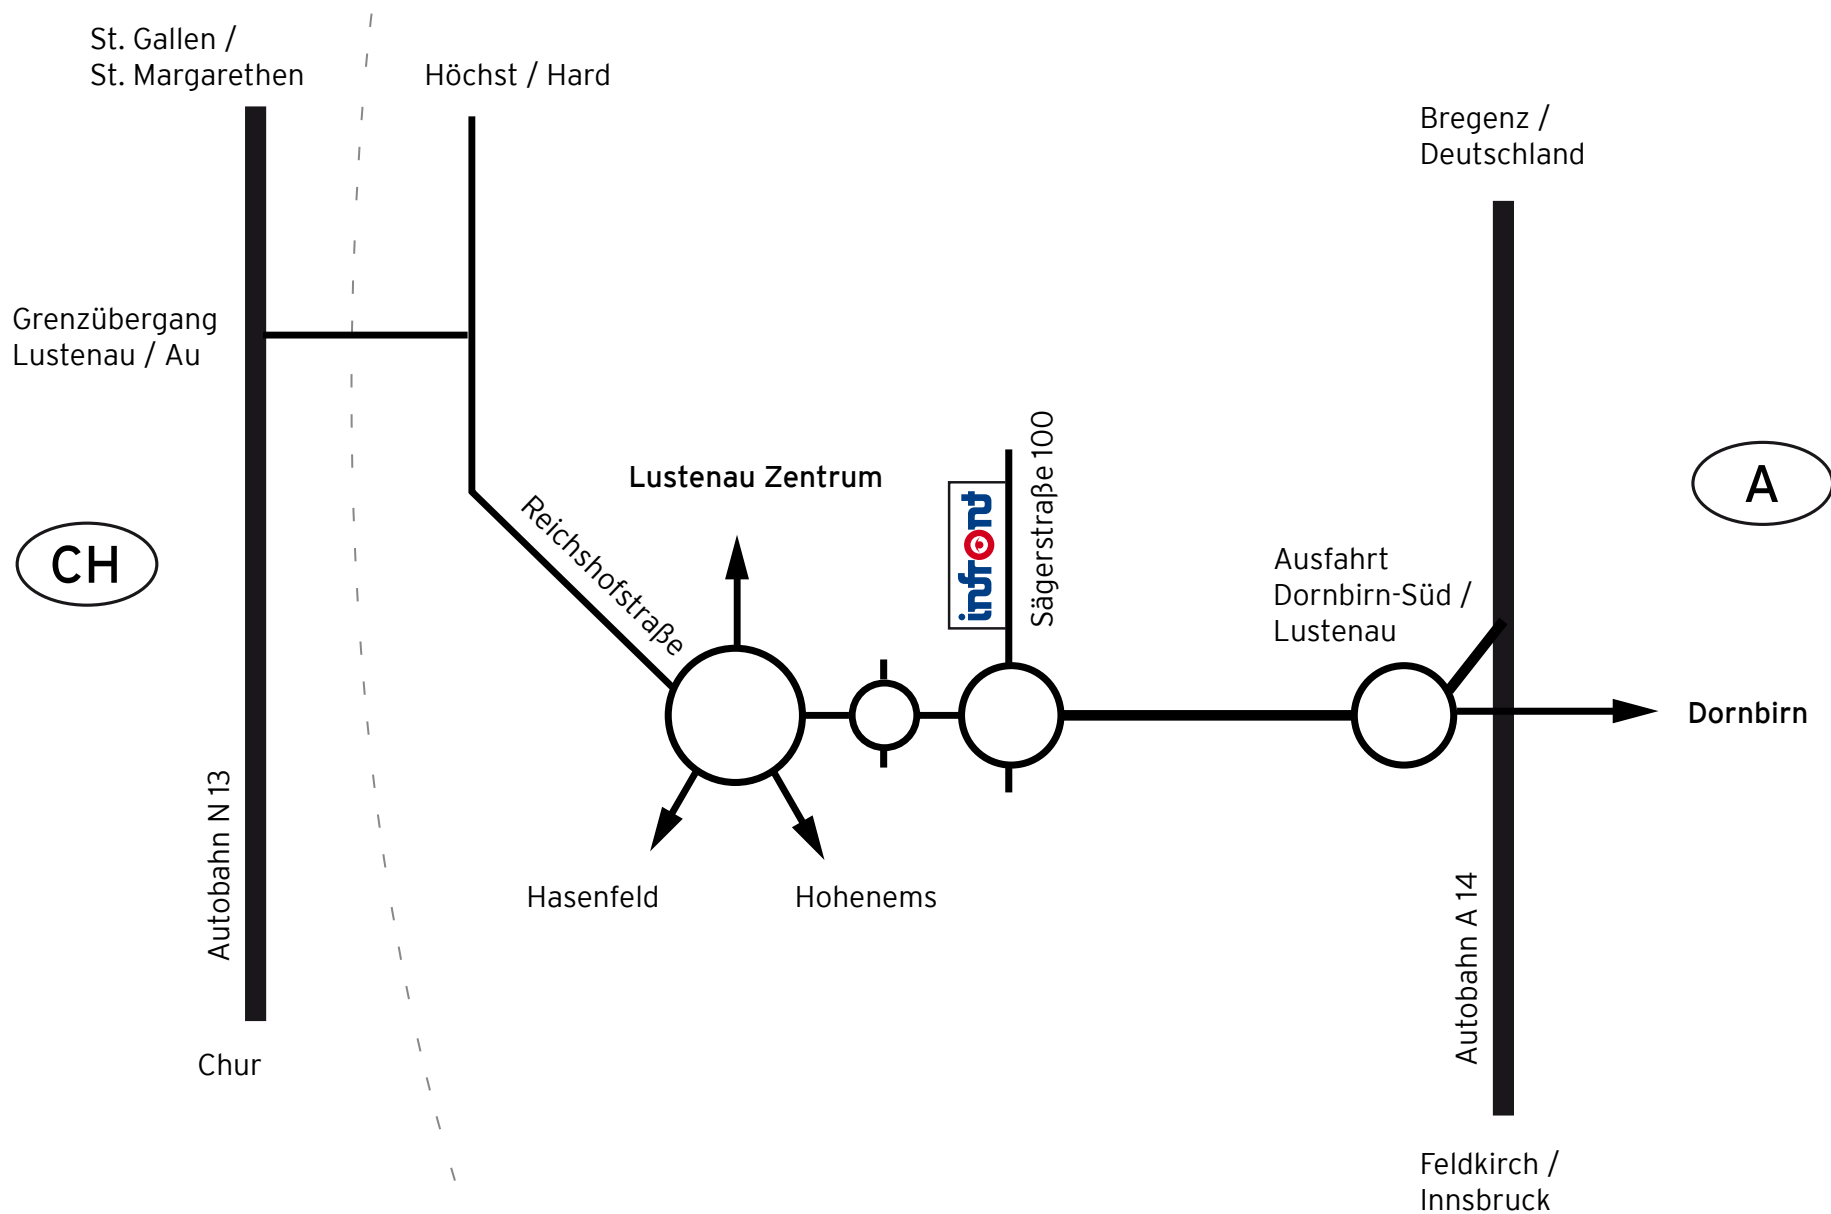 St. Gallen /
St. Margarethen
Höchst / Hard
Bregenz /
Deutschland
Grenzübergang
Lustenau / Au
CH
Reichshofstraße
Lustenau Zentrum
infront
Sägerstraße 100
A
Ausfahrt
Dornbirn-Süd /
Lustenau
Dornbirn
Autobahn N 13
Hasenfeld
Hohenems
Autobahn A 14
Chur
Feldkirch /
Innsbruck